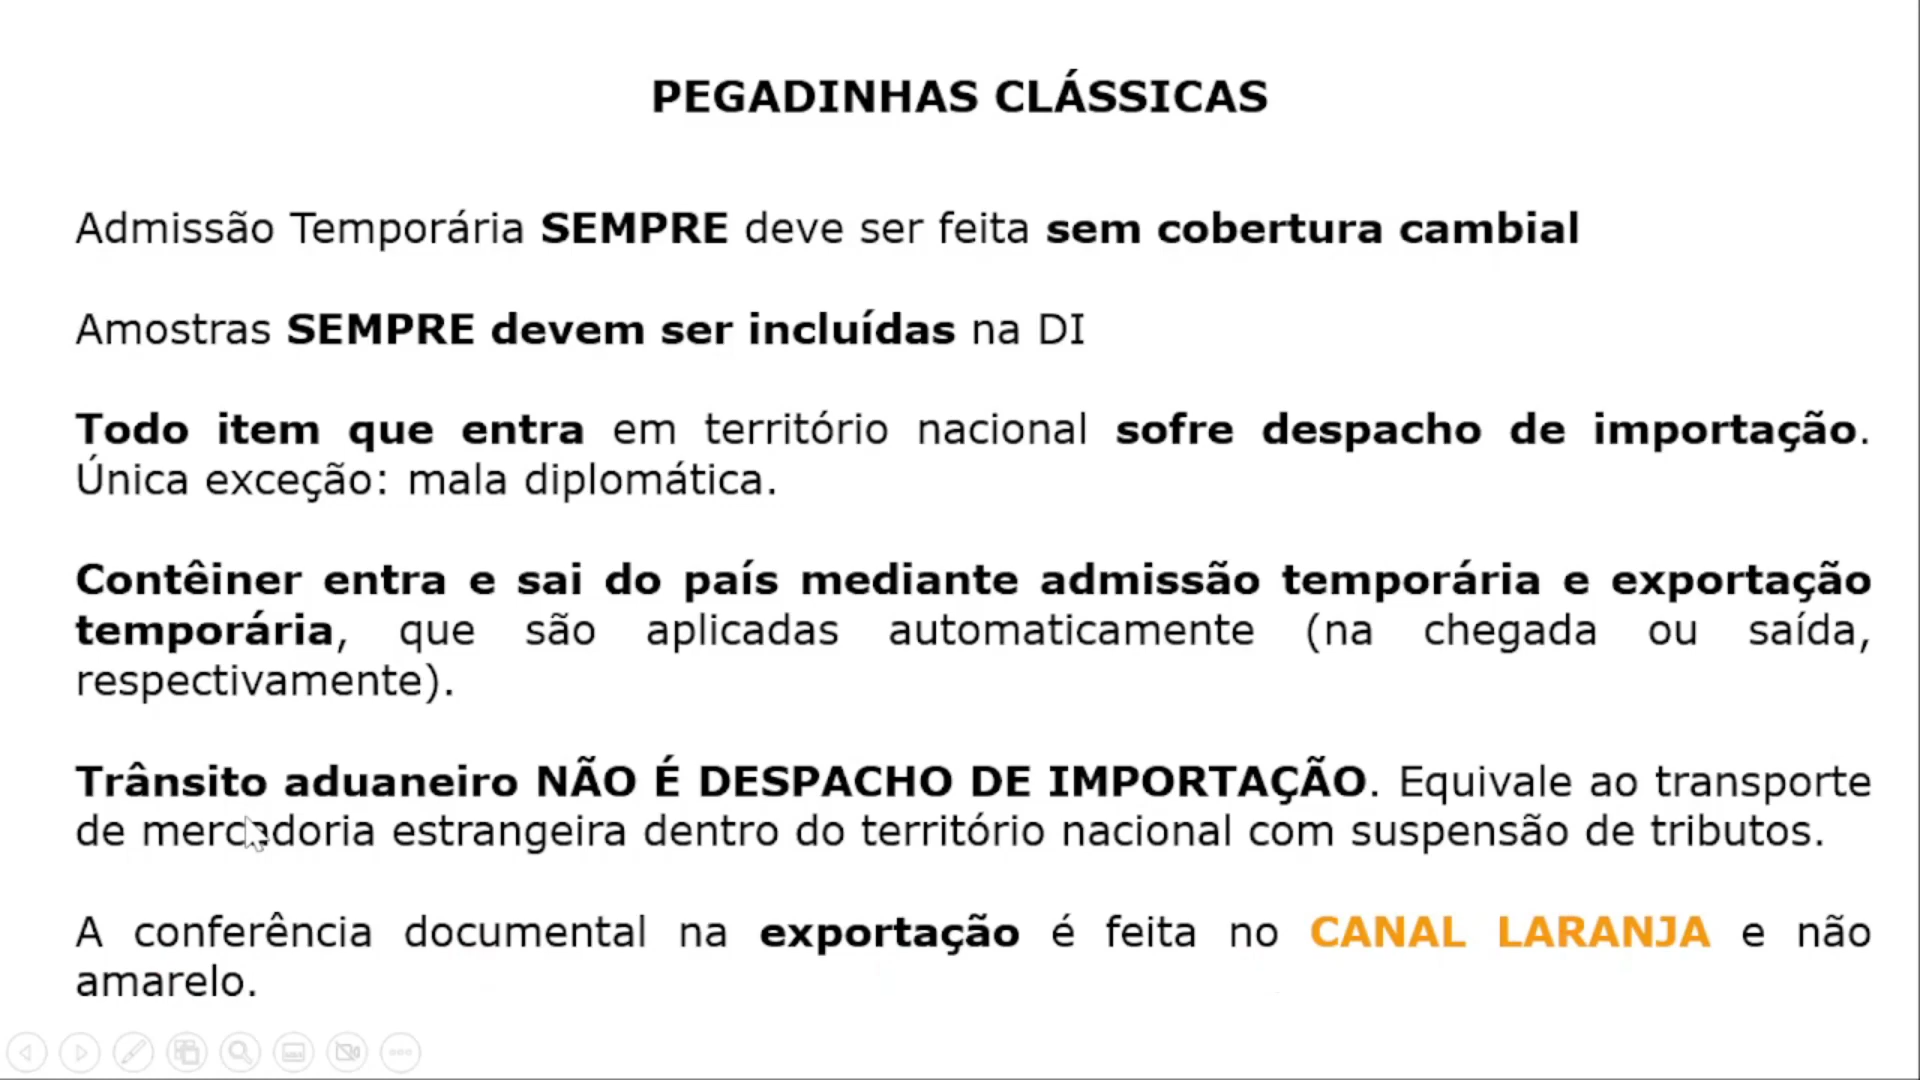 PEGADINHAS CLÁSSICAS
Admissão Temporária SEMPRE deve ser feita sem cobertura cambial
Amostras SEMPRE devem ser incluídas na DI
Todo item que entra em território nacional sofre despacho de importação.
Única exceção: mala diplomática.
Contêiner entra e sai do país mediante admissão temporária e exportação
temporária, que são aplicadas automaticamente (na chegada ou saída,
respectivamente).
Trânsito aduaneiro NÃO É DESPACHO DE IMPORTAÇÃO. Equivale ao transporte
de mercadoria estrangeira dentro do território nacional com suspensão de tributos.
A conferência documental na exportação é feita no CANAL LARANJA e não
amarelo.